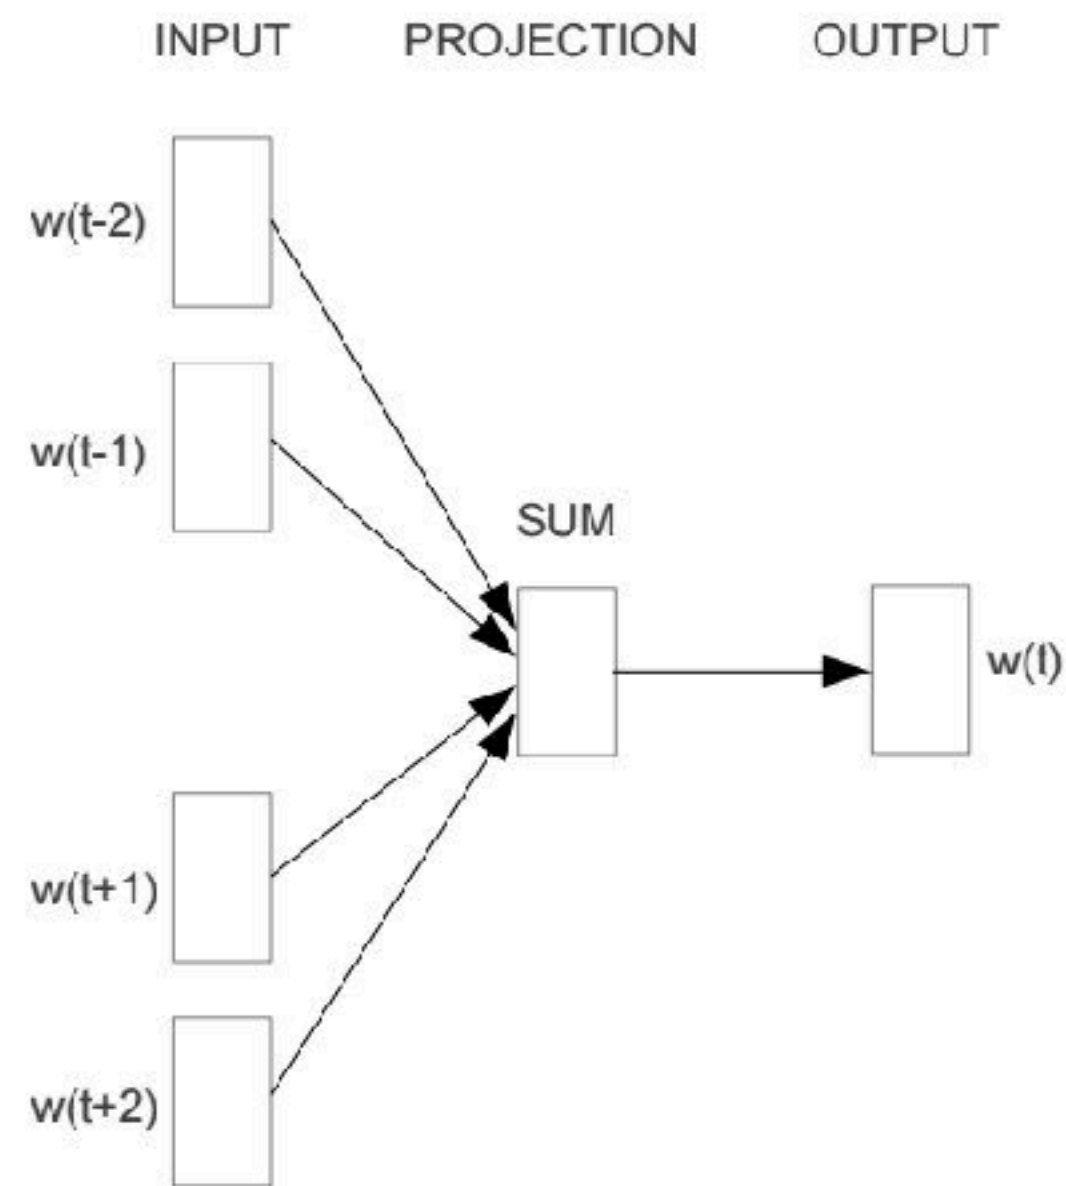 INPUT PROJECTION OUTPUT
w(t-2)
w(t-1)
SUM
w(t)
w(t+1)
w(t+2)